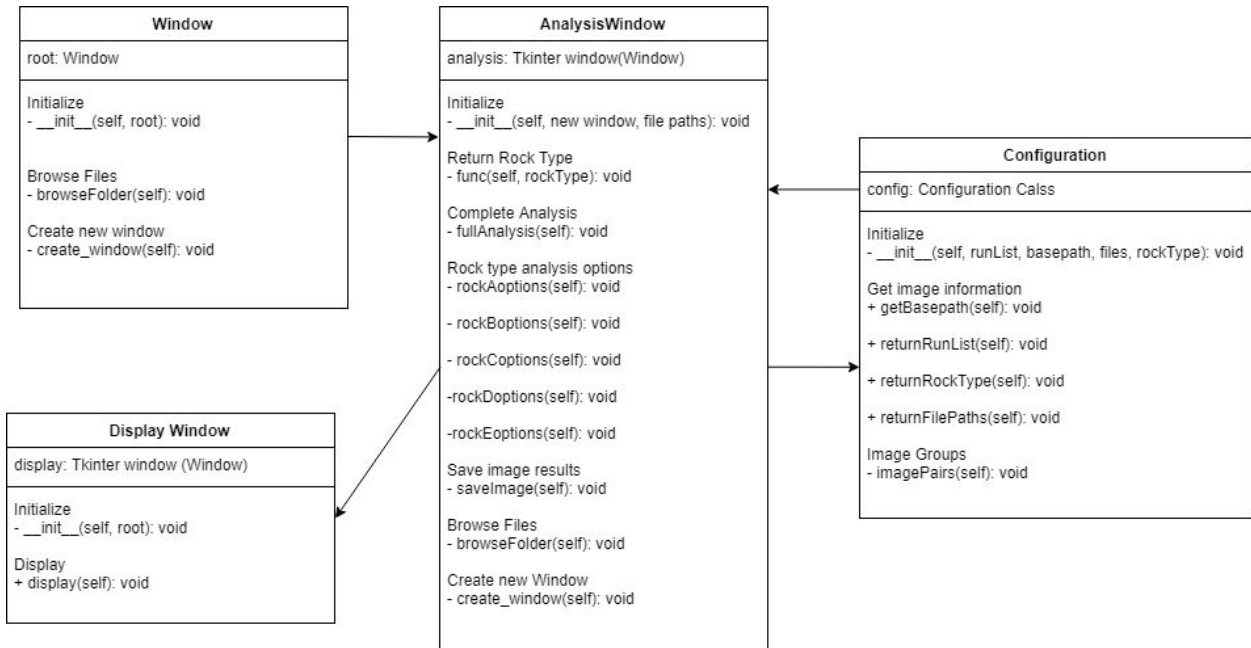 Window
root: Window
Initialize
- __init__(self, root): void
Browse Files
- browseFolder(self): void
Create new window
- create_window(self): void
AnalysisWindow
analysis: Tkinter window(Window)
Initialize
- __init__(self, new window, file paths): void
Return Rock Type
- func(self, rockType): void
Complete Analysis
- fullAnalysis(self): void
Rock type analysis options
- rockAoptions(self): void
- rockBoptions(self): void
- rockCoptions(self): void
-rockDoptions(self): void
-rockEoptions(self): void
Save image results
- saveImage(self): void
Browse Files
- browseFolder(self): void
Create new Window
- create_window(self): void
Configuration
config: Configuration Calss
Initialize
- __init__(self, runList, basepath, files, rockType): void
Get image information
+ getBasepath(self): void
+ returnRunList(self): void
+ returnRockType(self): void
+ returnFilePaths(self): void
Image Groups
- imagePairs(self): void
Display Window
display: Tkinter window (Window)
Initialize
- __init__(self, root): void
Display
+ display(self): void